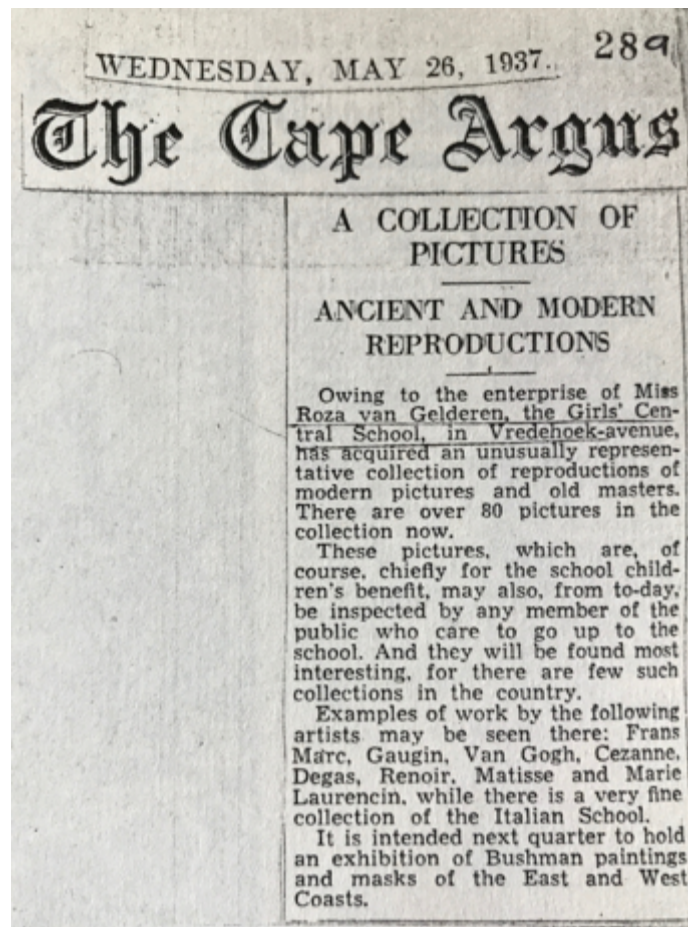 WEDNESDAY, MAY 26, 1937.
289
The Cape Argus
A COLLECTION OF
PICTURES
ANCIENT AND MODERN
REPRODUCTIONS
Owing to the enterprise of Miss
Roza van Gelderen, the Girls' Cen-
tral School, in Vredehoek-avenue,
has acquired an unusually represen-
tative collection of reproductions of
modern pictures and old masters.
There are over 80 pictures in the
collection now.
These pictures, which are, of
course, chiefly for the school child-
ren's benefit, may also, from to-day,
be inspected by any member of the
public who care to go up to the
school. And they will be found most
interesting, for there are few such
collections in the country.
Examples of work by the following
artists may be seen there: Frans
Marc, Gaugin, Van Gogh, Cezanne,
Degas, Renoir, Matisse and Marie
Laurencin, while there is a very fine
collection of the Italian School.
It is intended next quarter to hold
an exhibition of Bushman paintings
and masks of the East and West
Coasts.